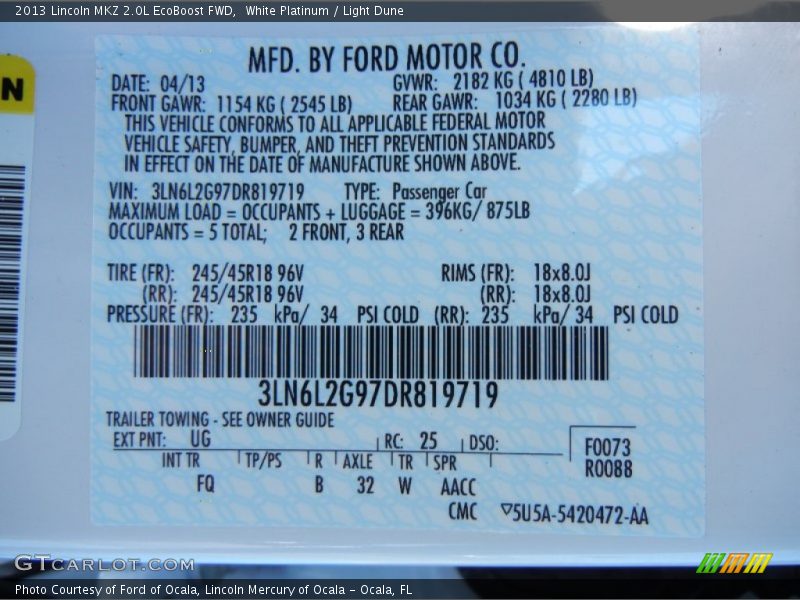 2013 Lincoln MKZ 2.0L EcoBoost FWD,  White Platinum / Light Dune
N
MFD. BY FORD MOTOR CO.
DATE: 04/13 GVWR: 2182 KG ( 4810 LB)
FRONT GAWR: 1154 KG ( 2545 LB) REAR GAWR: 1034 KG ( 2280 LB)
THIS VEHICLE CONFORMS TO ALL APPLICABLE FEDERAL MOTOR
VEHICLE SAFETY, BUMPER, AND THEFT PREVENTION STANDARDS
IN EFFECT ON THE DATE OF MANUFACTURE SHOWN ABOVE.
VIN: 3LN6L2G97DR819719 TYPE: Passenger Car
MAXIMUM LOAD = OCCUPANTS + LUGGAGE = 396KG/ 875LB
OCCUPANTS = 5 TOTAL; 2 FRONT, 3 REAR
TIRE (FR): 245/45R18 96V RIMS (FR): 18x8.0J
(RR): 245/45R18 96V (RR): 18x8.0J
PRESSURE (FR): 235 kPa/ 34 PSI COLD (RR): 235 kPa/ 34 PSI COLD
3LN6L2G97DR819719
TRAILER TOWING - SEE OWNER GUIDE
EXT PNT: UG RC: 25 DSO: F0073
INT TR TP/PS R AXLE TR SPR R0088
FQ B 32 W AACC
CMC 5U5A-5420472-AA
GTCARLOT.COM
Photo Courtesy of Ford of Ocala, Lincoln Mercury of Ocala - Ocala, FL